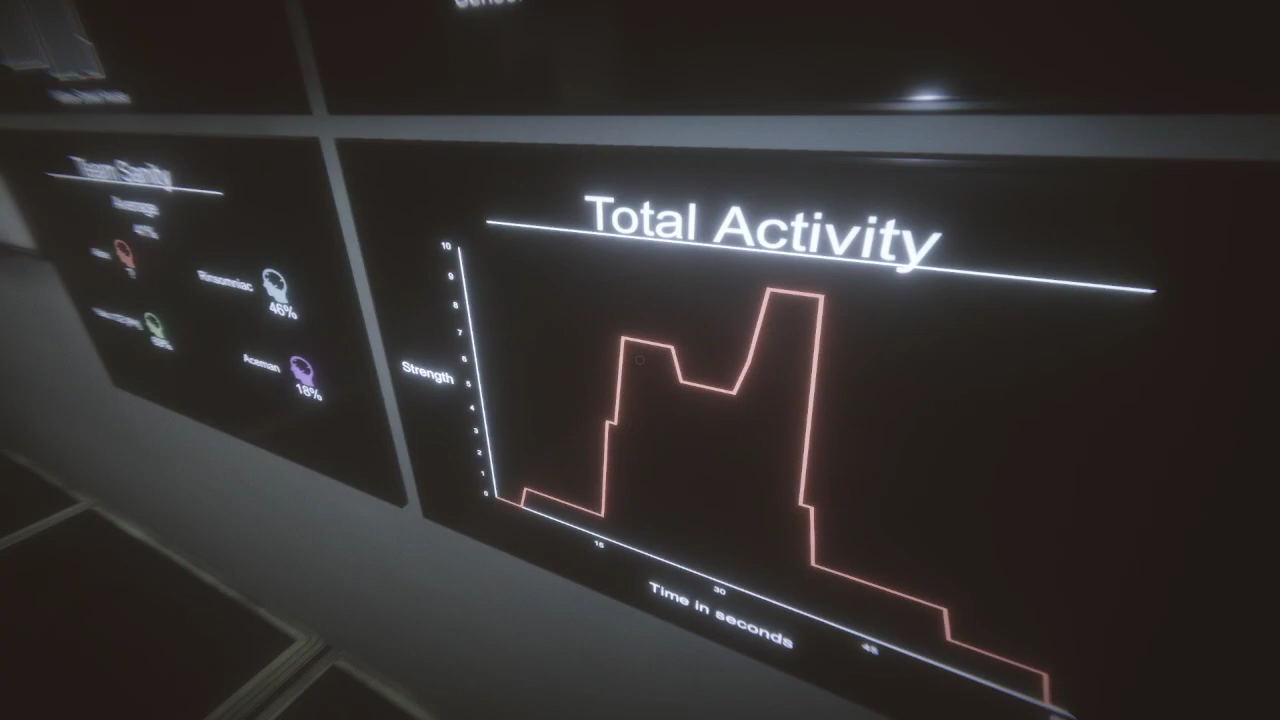 Team Sanity
Average
Rinsomniac
46%
Aceman
18%
Total Activity
10
9
8
7
6
5
4
3
2
1
0
Strength
15
30
45
Time in seconds